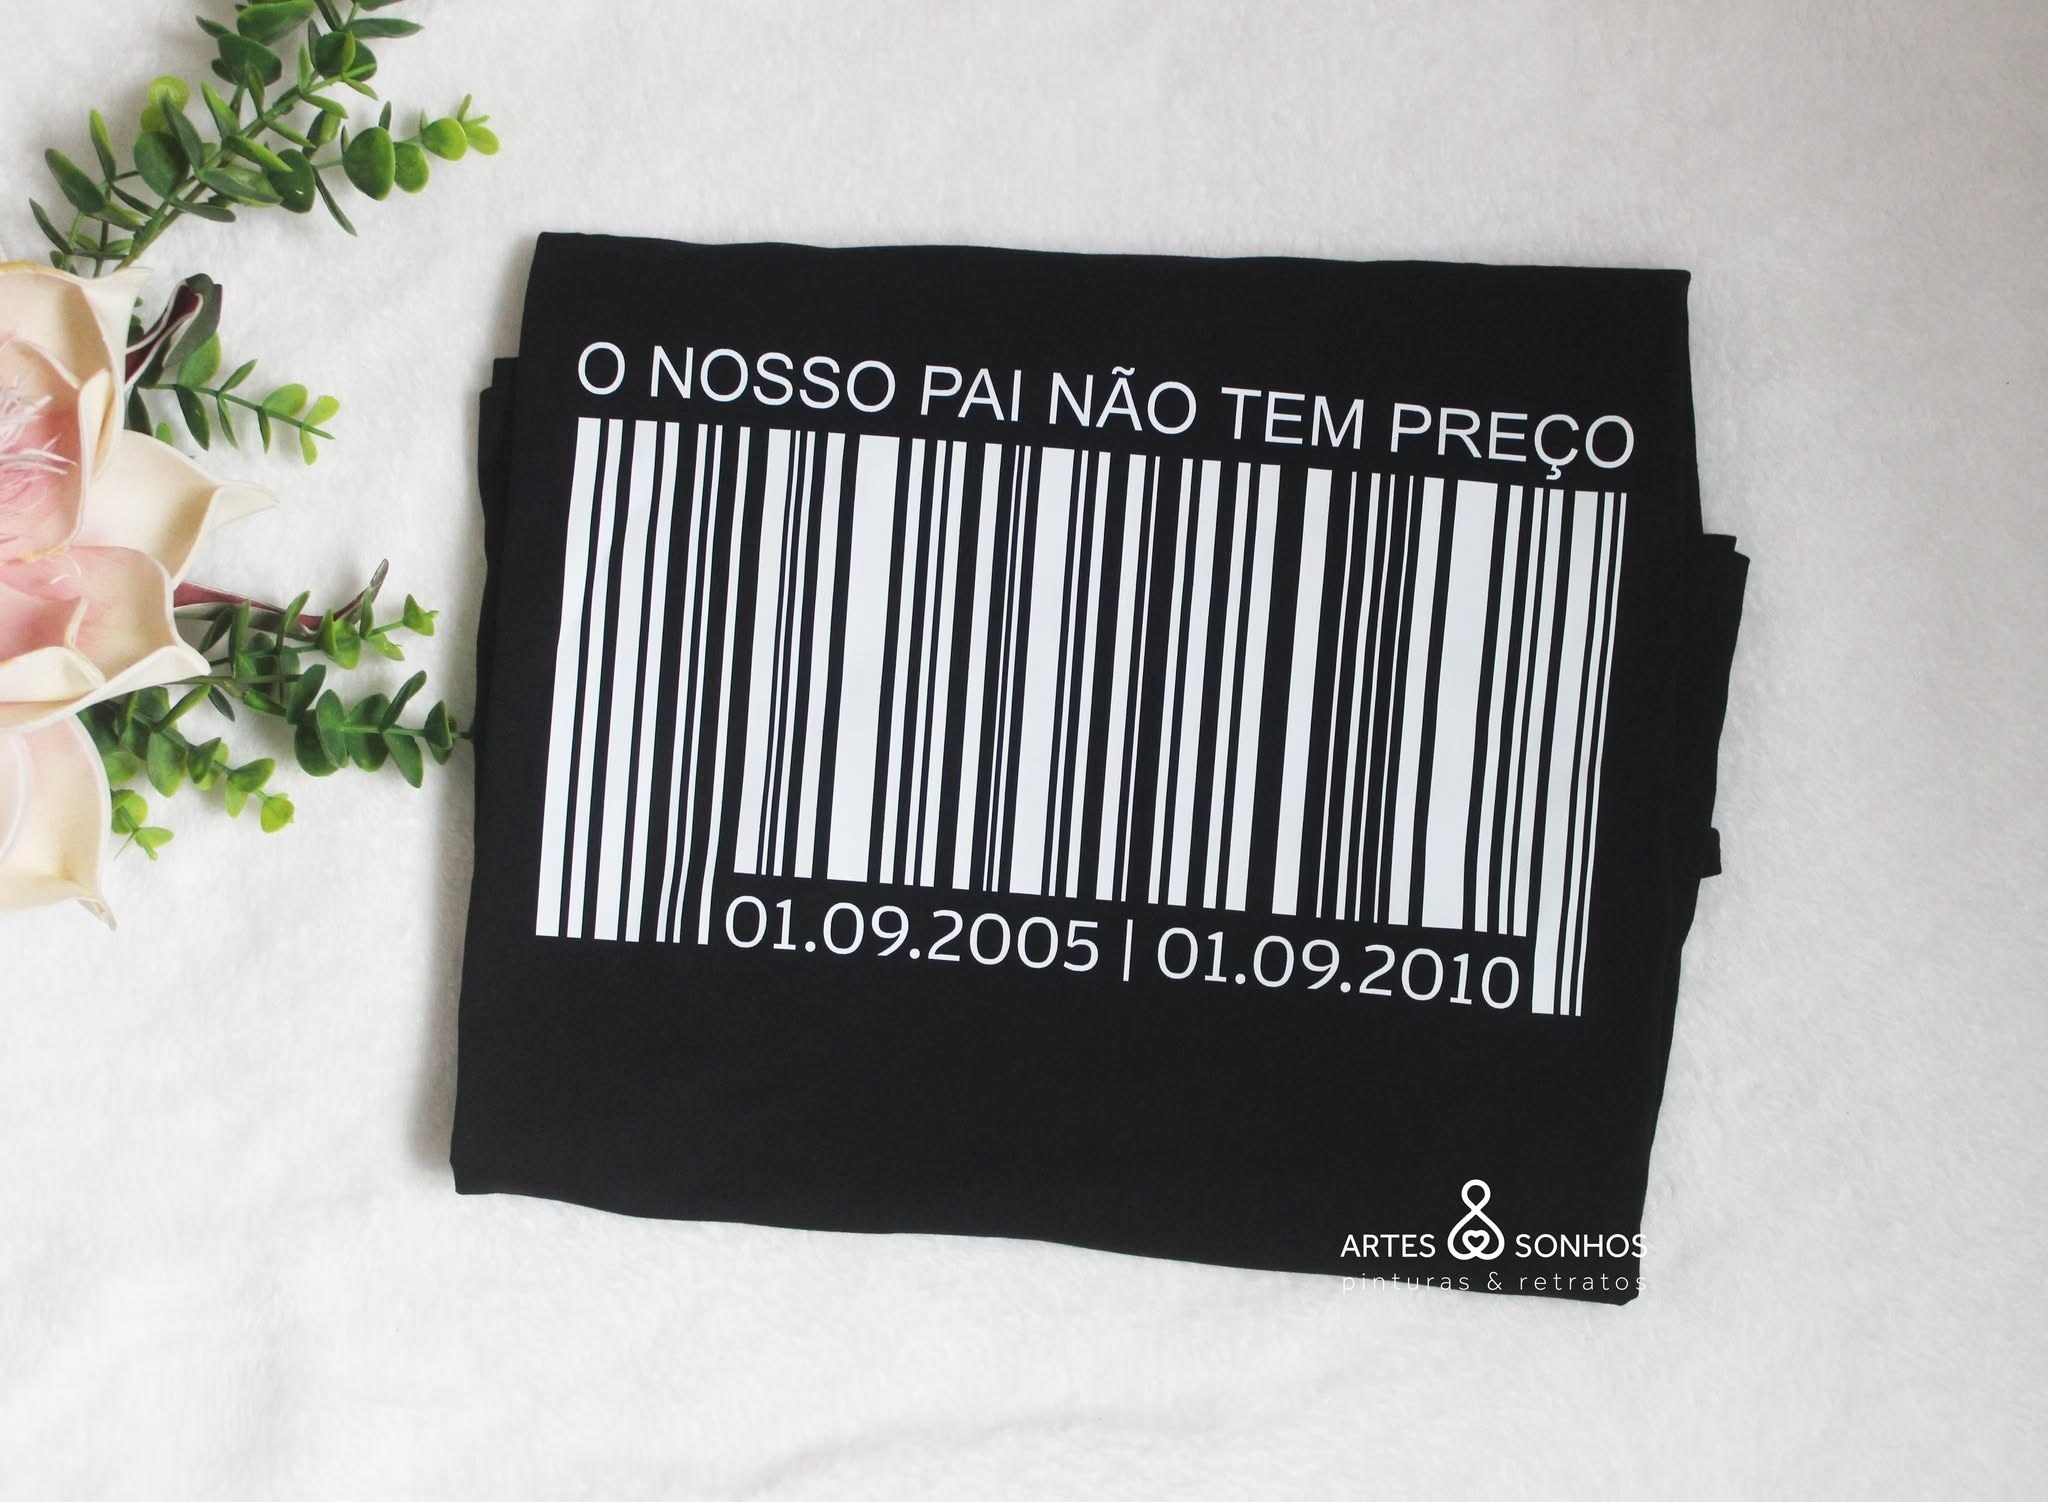 O NOSSO PAI NÃO TEM PREÇO
01.09.2005 | 01.09.2010
ARTES SONHOS
pinturas & retratos